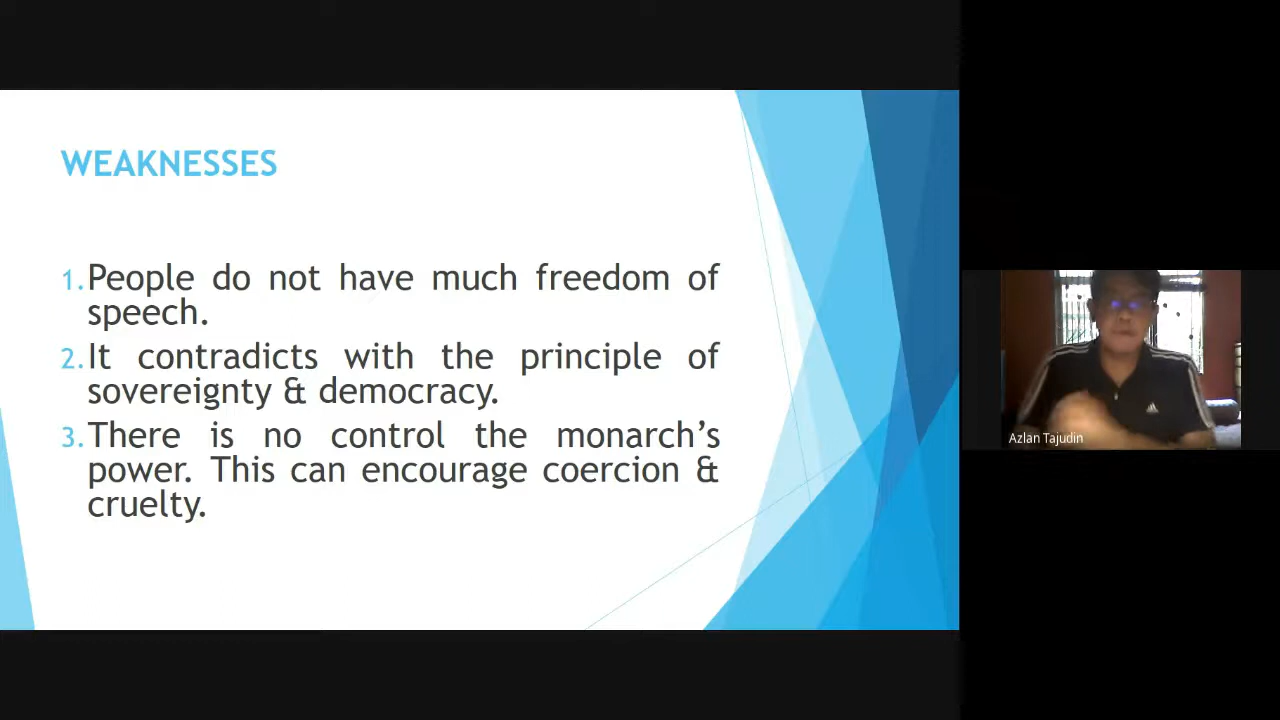 WEAKNESSES
1. People do not have much freedom of
speech.
2. It contradicts with the principle of
sovereignty & democracy.
3. There is no control the monarch’s
power. This can encourage coercion &
cruelty.
Azlan Tajudin